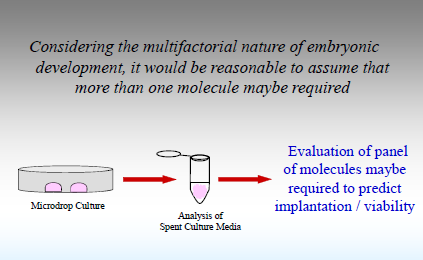 Considering the multifactorial nature of embryonic
development, it would be reasonable to assume that
more than one molecule maybe required
Microdrop Culture
Analysis of
Spent Culture Media
Evaluation of panel
of molecules maybe
required to predict
implantation / viability